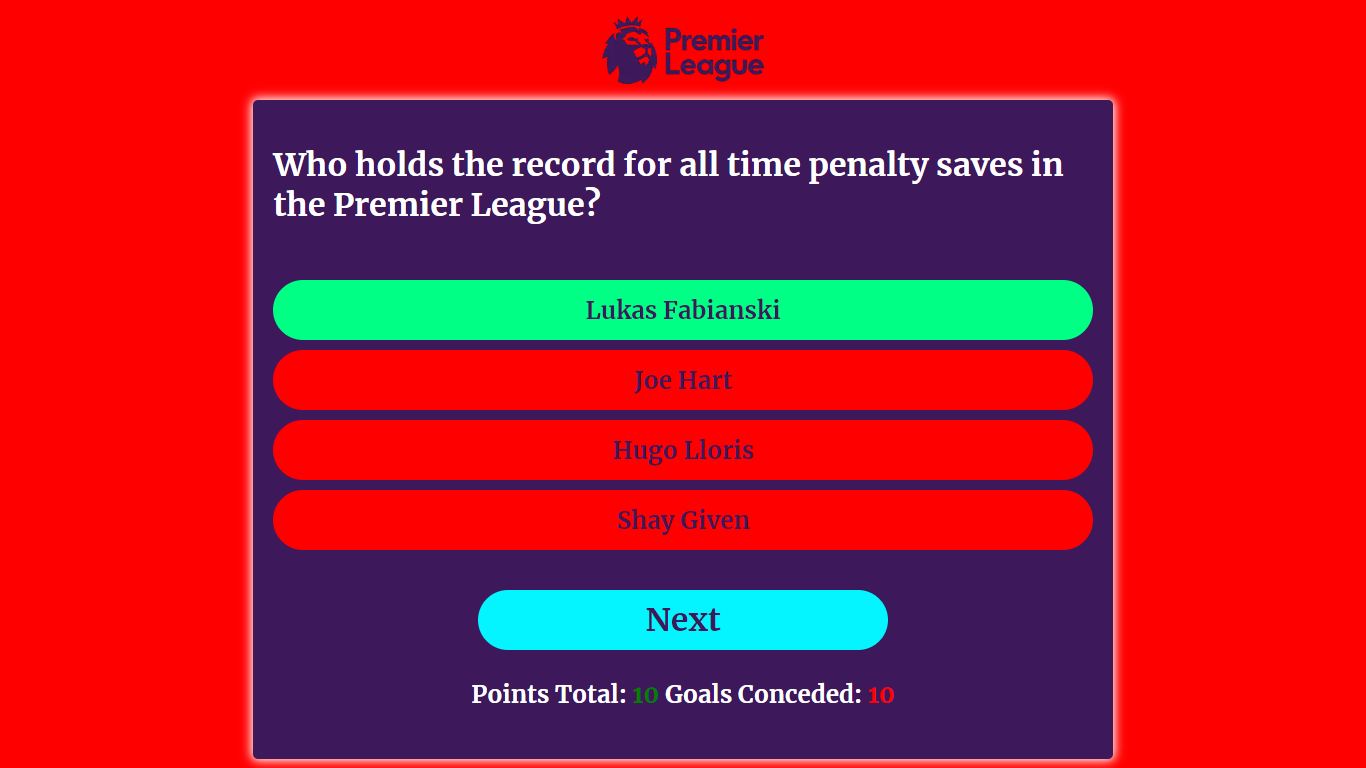 Premier
League
Who holds the record for all time penalty saves in
the Premier League?
Lukas Fabianski
Joe Hart
Hugo Lloris
Shay Given
Next
Points Total: 10 Goals Conceded: 10